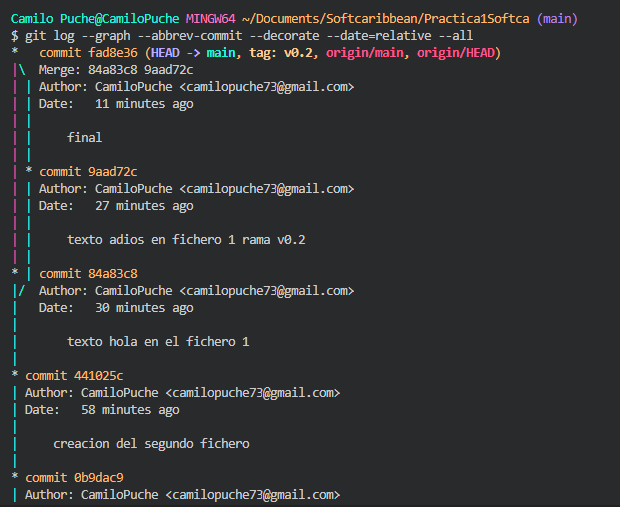 Camilo Puche@CamiloPuche MINGW64 ~/Documents/Softcaribbean/Practica1Softca (main)
$ git log --graph --abbrev-commit --decorate --date=relative --all
*   commit fad8e36 (HEAD -> main, tag: v0.2, origin/main, origin/HEAD)
|\  Merge: 84a83c8 9aad72c
| | Author: CamiloPuche <camilopuche73@gmail.com>
| | Date:   11 minutes ago
| |
| |     final
| |
| * commit 9aad72c
| | Author: CamiloPuche <camilopuche73@gmail.com>
| | Date:   27 minutes ago
| |
| |     texto adios en fichero 1 rama v0.2
| |
* | commit 84a83c8
|/  Author: CamiloPuche <camilopuche73@gmail.com>
|   Date:   30 minutes ago
|
|       texto hola en el fichero 1
|
* commit 441025c
| Author: CamiloPuche <camilopuche73@gmail.com>
| Date:   58 minutes ago
|
|     creacion del segundo fichero
|
* commit 0b9dac9
| Author: CamiloPuche <camilopuche73@gmail.com>